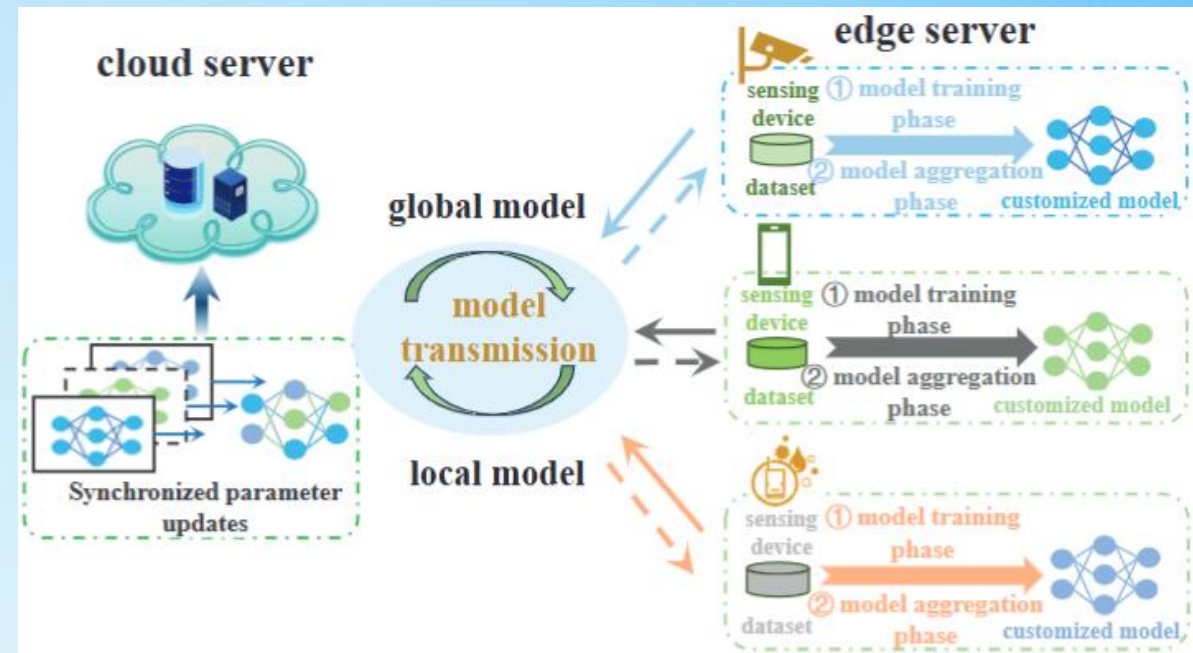 cloud server
global model
model
transmission
local model
Synchronized parameter
updates
edge server
sensing
device
dataset
① model training
phase
② model aggregation
phase
customized model
sensing
device
dataset
① model training
phase
② model aggregation
phase
customized model
sensing
device
dataset
① model training
phase
② model aggregation
phase
customized model